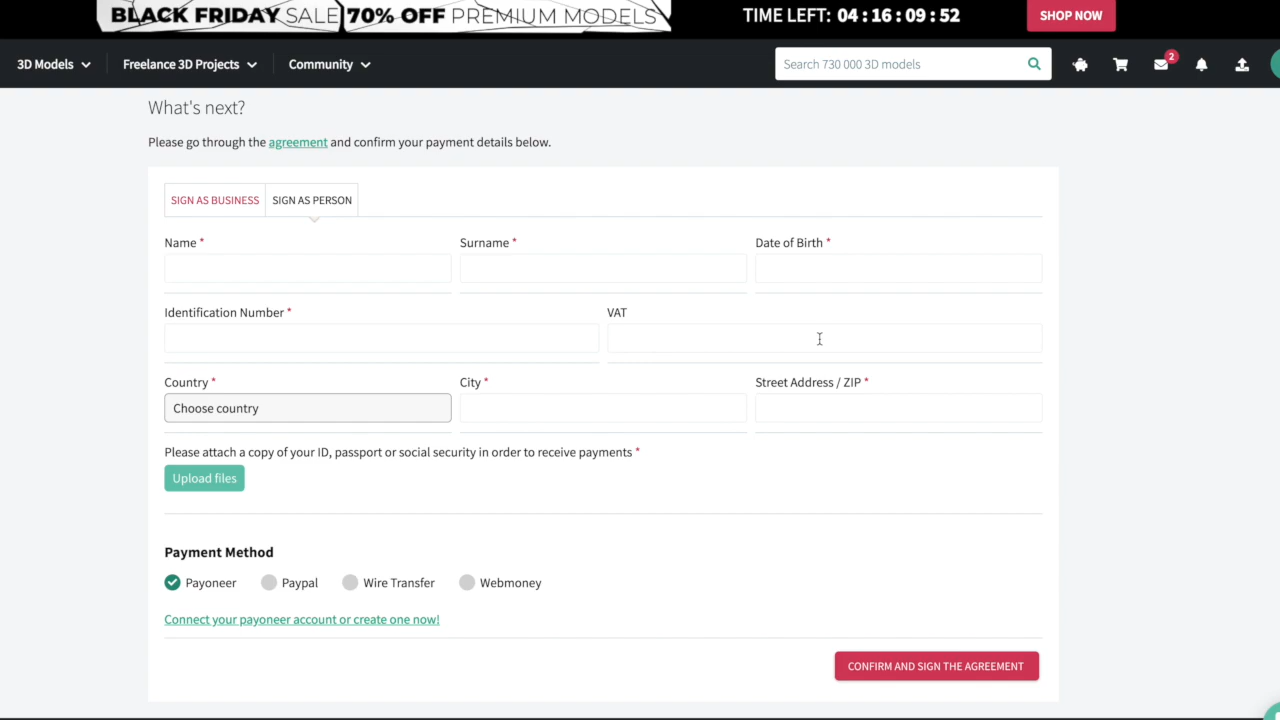 BLACK FRIDAY SALE 70% OFF PREMIUM MODELS TIME LEFT: 04 : 16 : 09 : 52 SHOP NOW
3D Models Freelance 3D Projects Community Search 730 000 3D models 2
What's next?
Please go through the agreement and confirm your payment details below.
SIGN AS BUSINESS SIGN AS PERSON
Name * Surname * Date of Birth *
Identification Number * VAT
Country * City * Street Address / ZIP *
Choose country
Please attach a copy of your ID, passport or social security in order to receive payments *
Upload files
Payment Method
Payoneer Paypal Wire Transfer Webmoney
Connect your payoneer account or create one now!
CONFIRM AND SIGN THE AGREEMENT